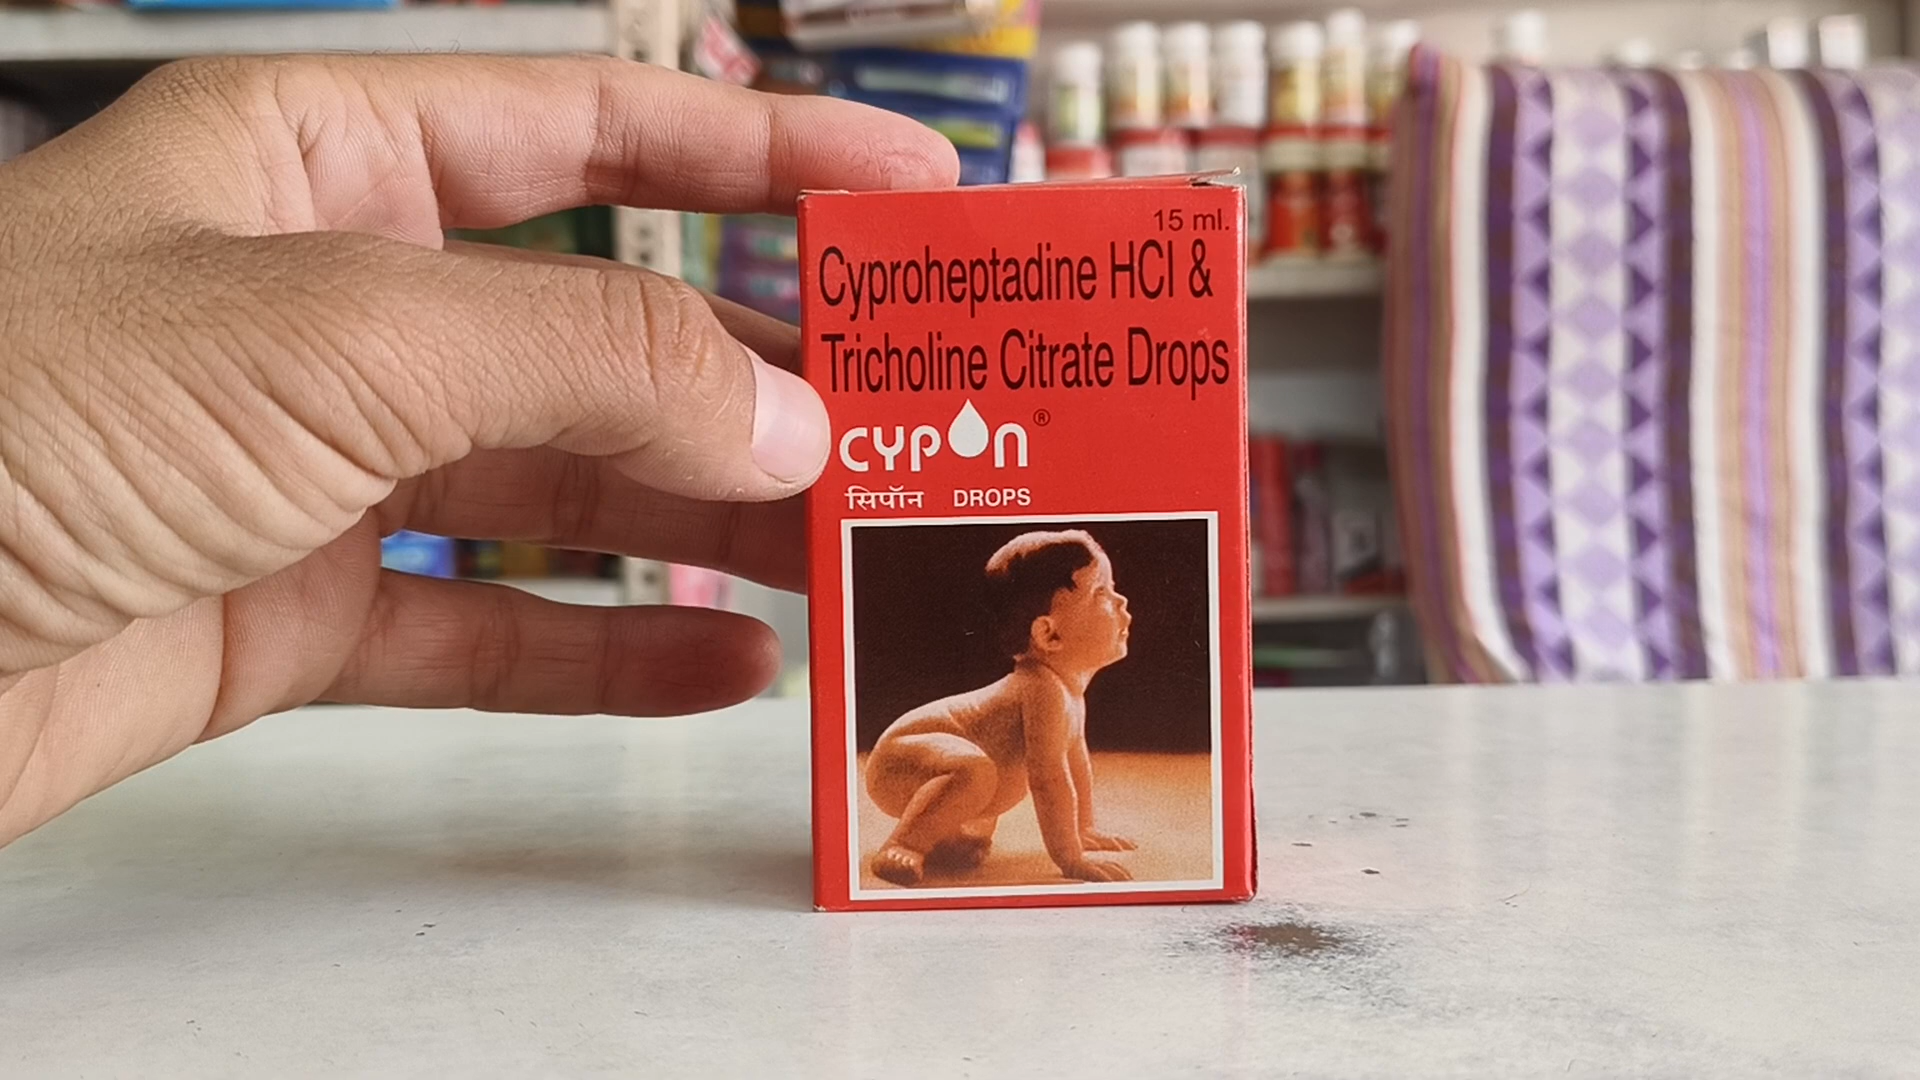 15 ml.
Cyproheptadine HCl &
Tricholine Citrate Drops
CYPON ®
सिपॉन DROPS